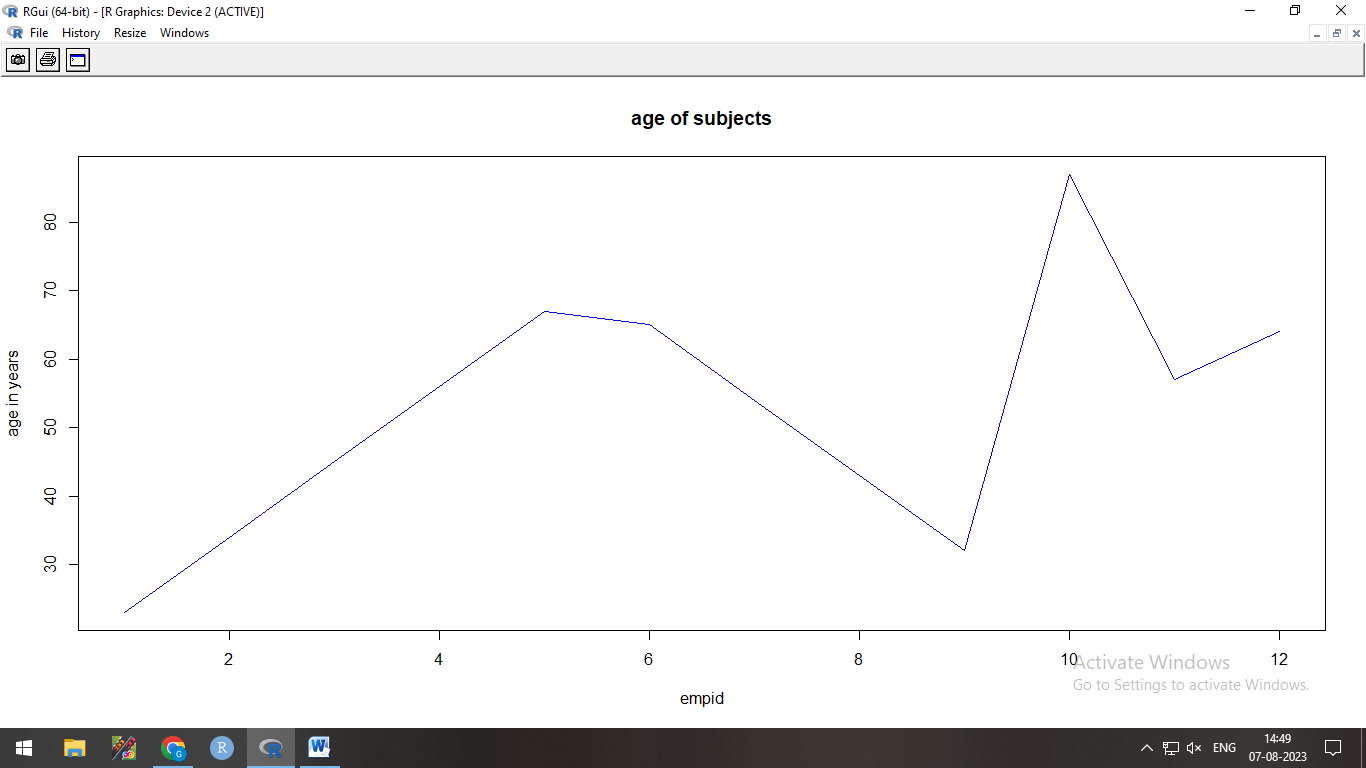 RGui (64-bit) - [R Graphics: Device 2 (ACTIVE)]
File History Resize Windows
age of subjects
age in years
80
70
60
50
40
30
2 4 6 8 10 12
empid
Activate Windows
Go to Settings to activate Windows.
ENG
14:49
07-08-2023